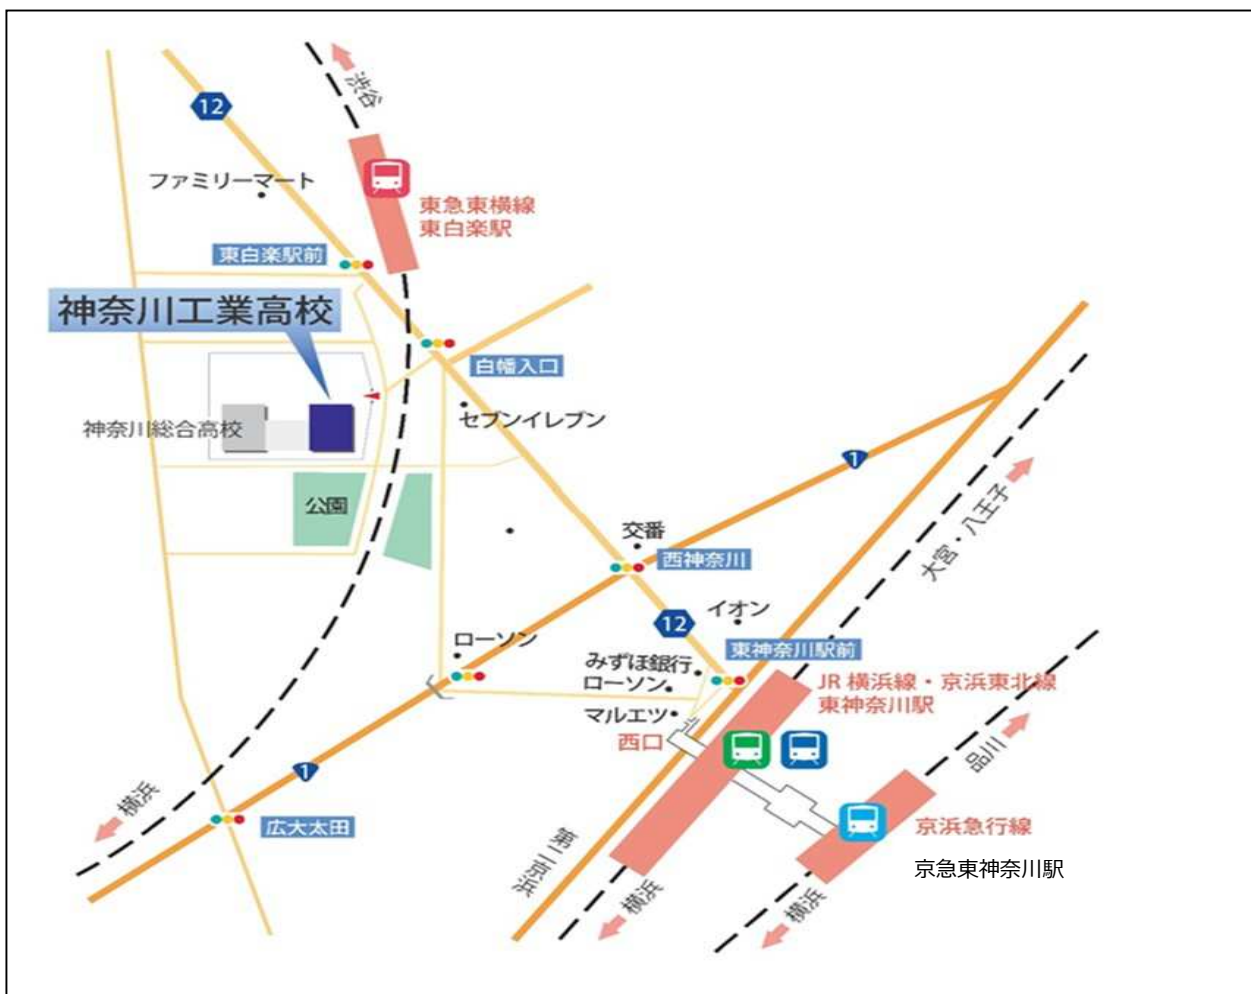 渋谷
12
ファミリーマート
東急東横線
東白楽駅
東白楽駅前
神奈川工業高校
白幡入口
セブンイレブン
神奈川総合高校
1
公園
交番
西神奈川
大宮・八王子
12
イオン
ローソン
東神奈川駅前
みずほ銀行
ローソン
JR 横浜線・京浜東北線
東神奈川駅
マルエツ
西口
品川
1
横浜
広大太田
京浜急行線
第二京浜
京急東神奈川駅
横浜
横浜